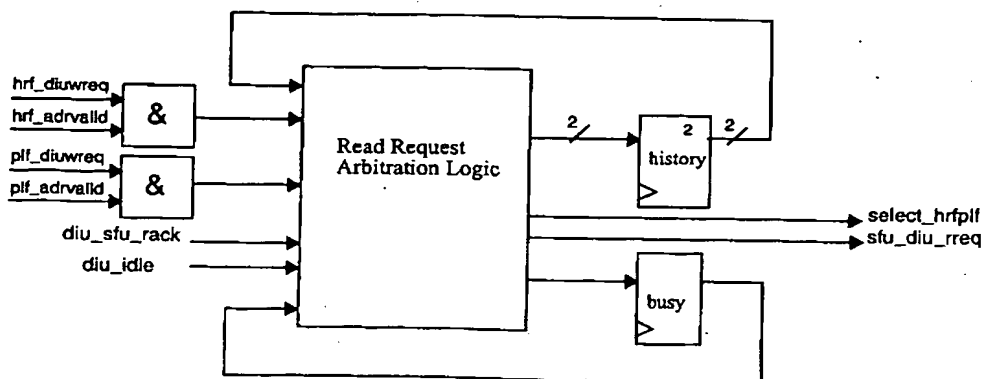 hrf_diuwreq
hrf_adrvalid
&
plf_diuwreq
plf_adrvalid
&
diu_sfu_rack
diu_idle
Read Request
Arbitration Logic
2
2
2
history
select_hrfplf
sfu_diu_rreq
busy